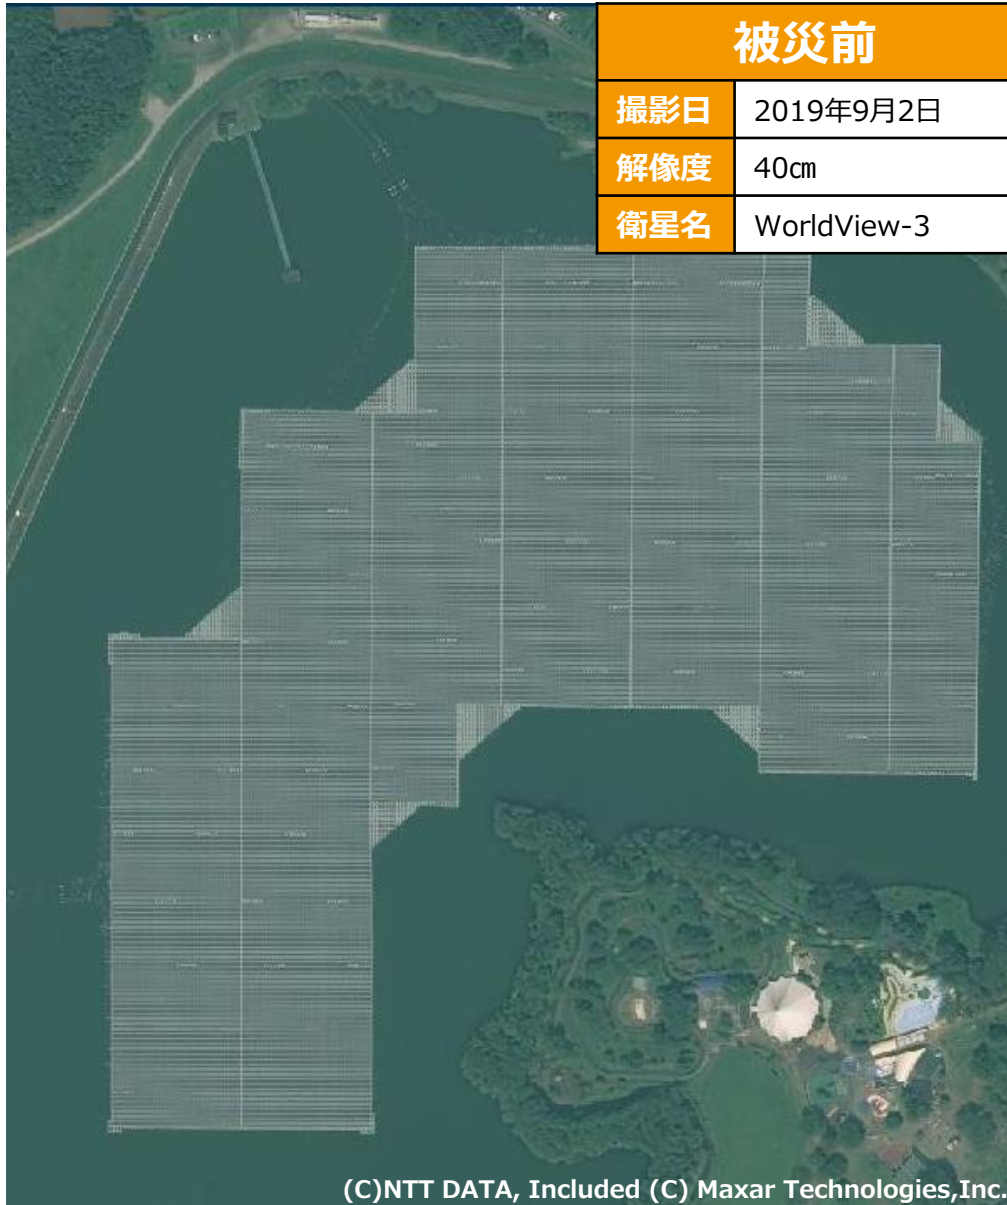 被災前
撮影日 2019年9月2日
解像度 40㎝
衛星名 WorldView-3
(C)NTT DATA, Included (C) Maxar Technologies,Inc.